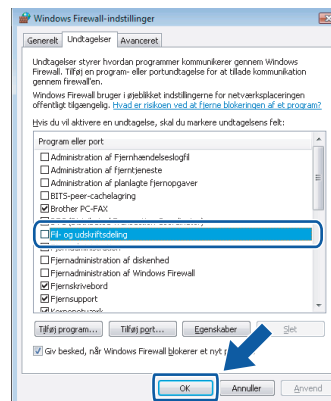 Windows Firewall-indstillinger
Generelt Undtagelser Avanceret
Undtagelser styrer hvordan programmer kommunikerer gennem Windows
Firewall. Tilføj en program- eller portundtagelse for at tillade kommunikation
gennem firewall'en.
Windows Firewall bruger i øjeblikket indstillingerne for netværksplaceringen
offentligt tilgængelig. Hvad er risikoen ved at fjerne blokeringen af et program?
Hvis du vil aktivere en undtagelse, skal du markere undtagelsens felt:
Program eller port
Administration af Fjernhændelseslogfil
Administration af fjerntjeneste
Administration af planlagte fjernopgaver
BITS-peer-cachelagring
Brother PC-FAX
Fil- og udskriftsdeling
Fjernadministration af diskenhed
Fjernadministration af Windows Firewall
Fjernskrivebord
Fjernsupport
Kernenetværk
Tilføj program... Tilføj port... Egenskaber Slet
Giv besked, når Windows Firewall blokerer et nyt
OK Annuller Anvend